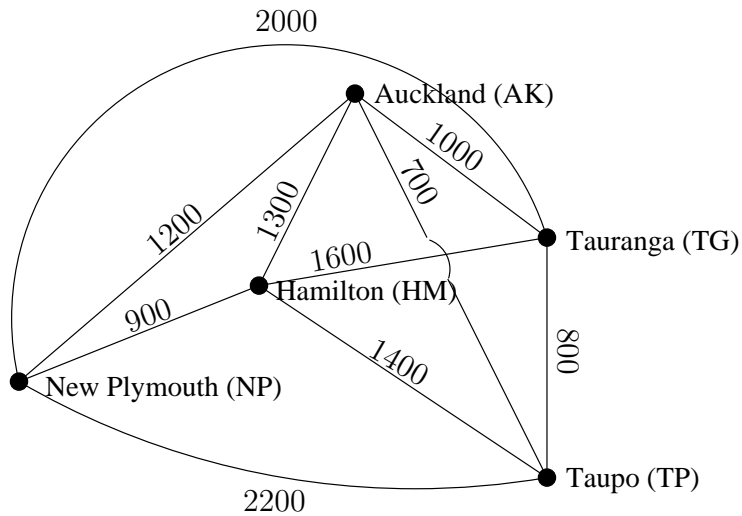 2000
Auckland (AK)
1000
700
1200
1300
Tauranga (TG)
1600
Hamilton (HM)
900
1400
800
New Plymouth (NP)
Taupo (TP)
2200